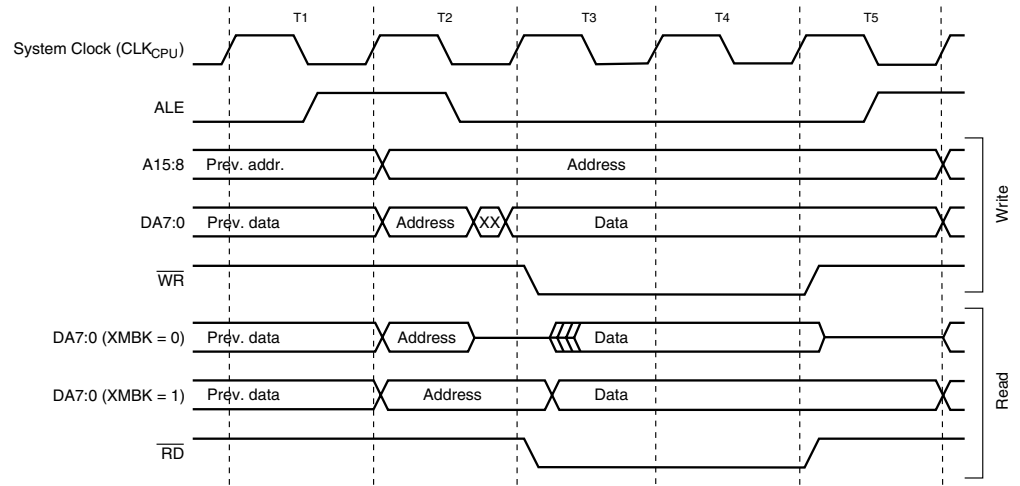 T1 T2 T3 T4 T5
System Clock (CLKCPU)
ALE
A15:8 Prev. addr. Address
DA7:0 Prev. data Address XX Data
WR
Write
DA7:0 (XMBK = 0) Prev. data Address Data
DA7:0 (XMBK = 1) Prev. data Address Data
RD
Read